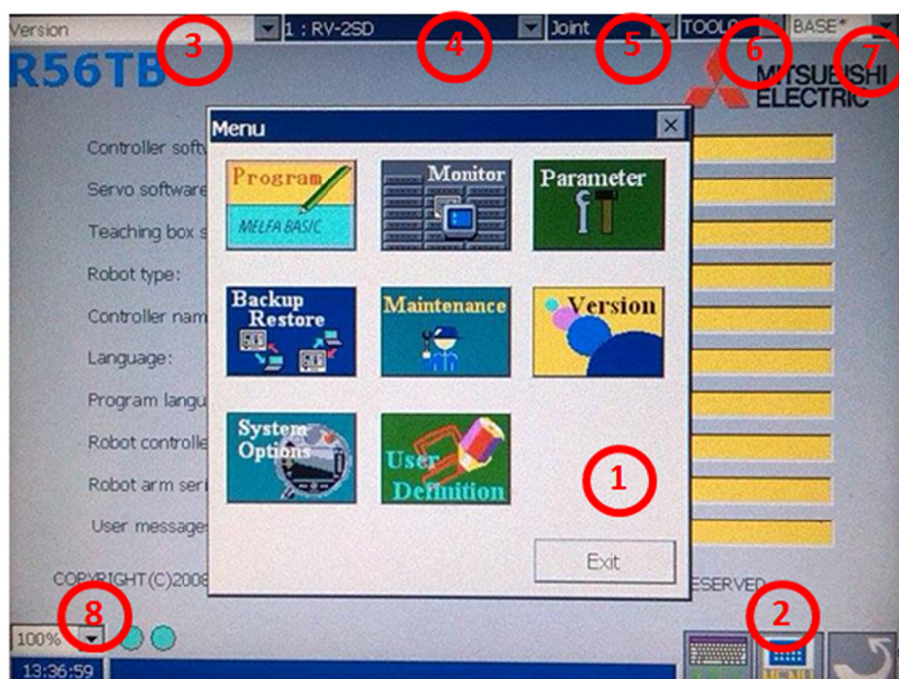 Version 1 : RV-2SD Joint TOOL BASE*
3 4 5 6 7
R56TB
MITSUBISHI
ELECTRIC
Menu
Controller soft
Servo software
Teaching box s
Robot type:
Controller nam
Language:
Program langu
Robot controlle
Robot arm seri
User message
Program
MELFA BASIC
Monitor
Parameter
Backup
Restore
Maintenance
Version
System
Options
User
Definition
1
Exit
COPYRIGHT(C)2008 ESERVED
8 2
100%
MENU
13:36:59